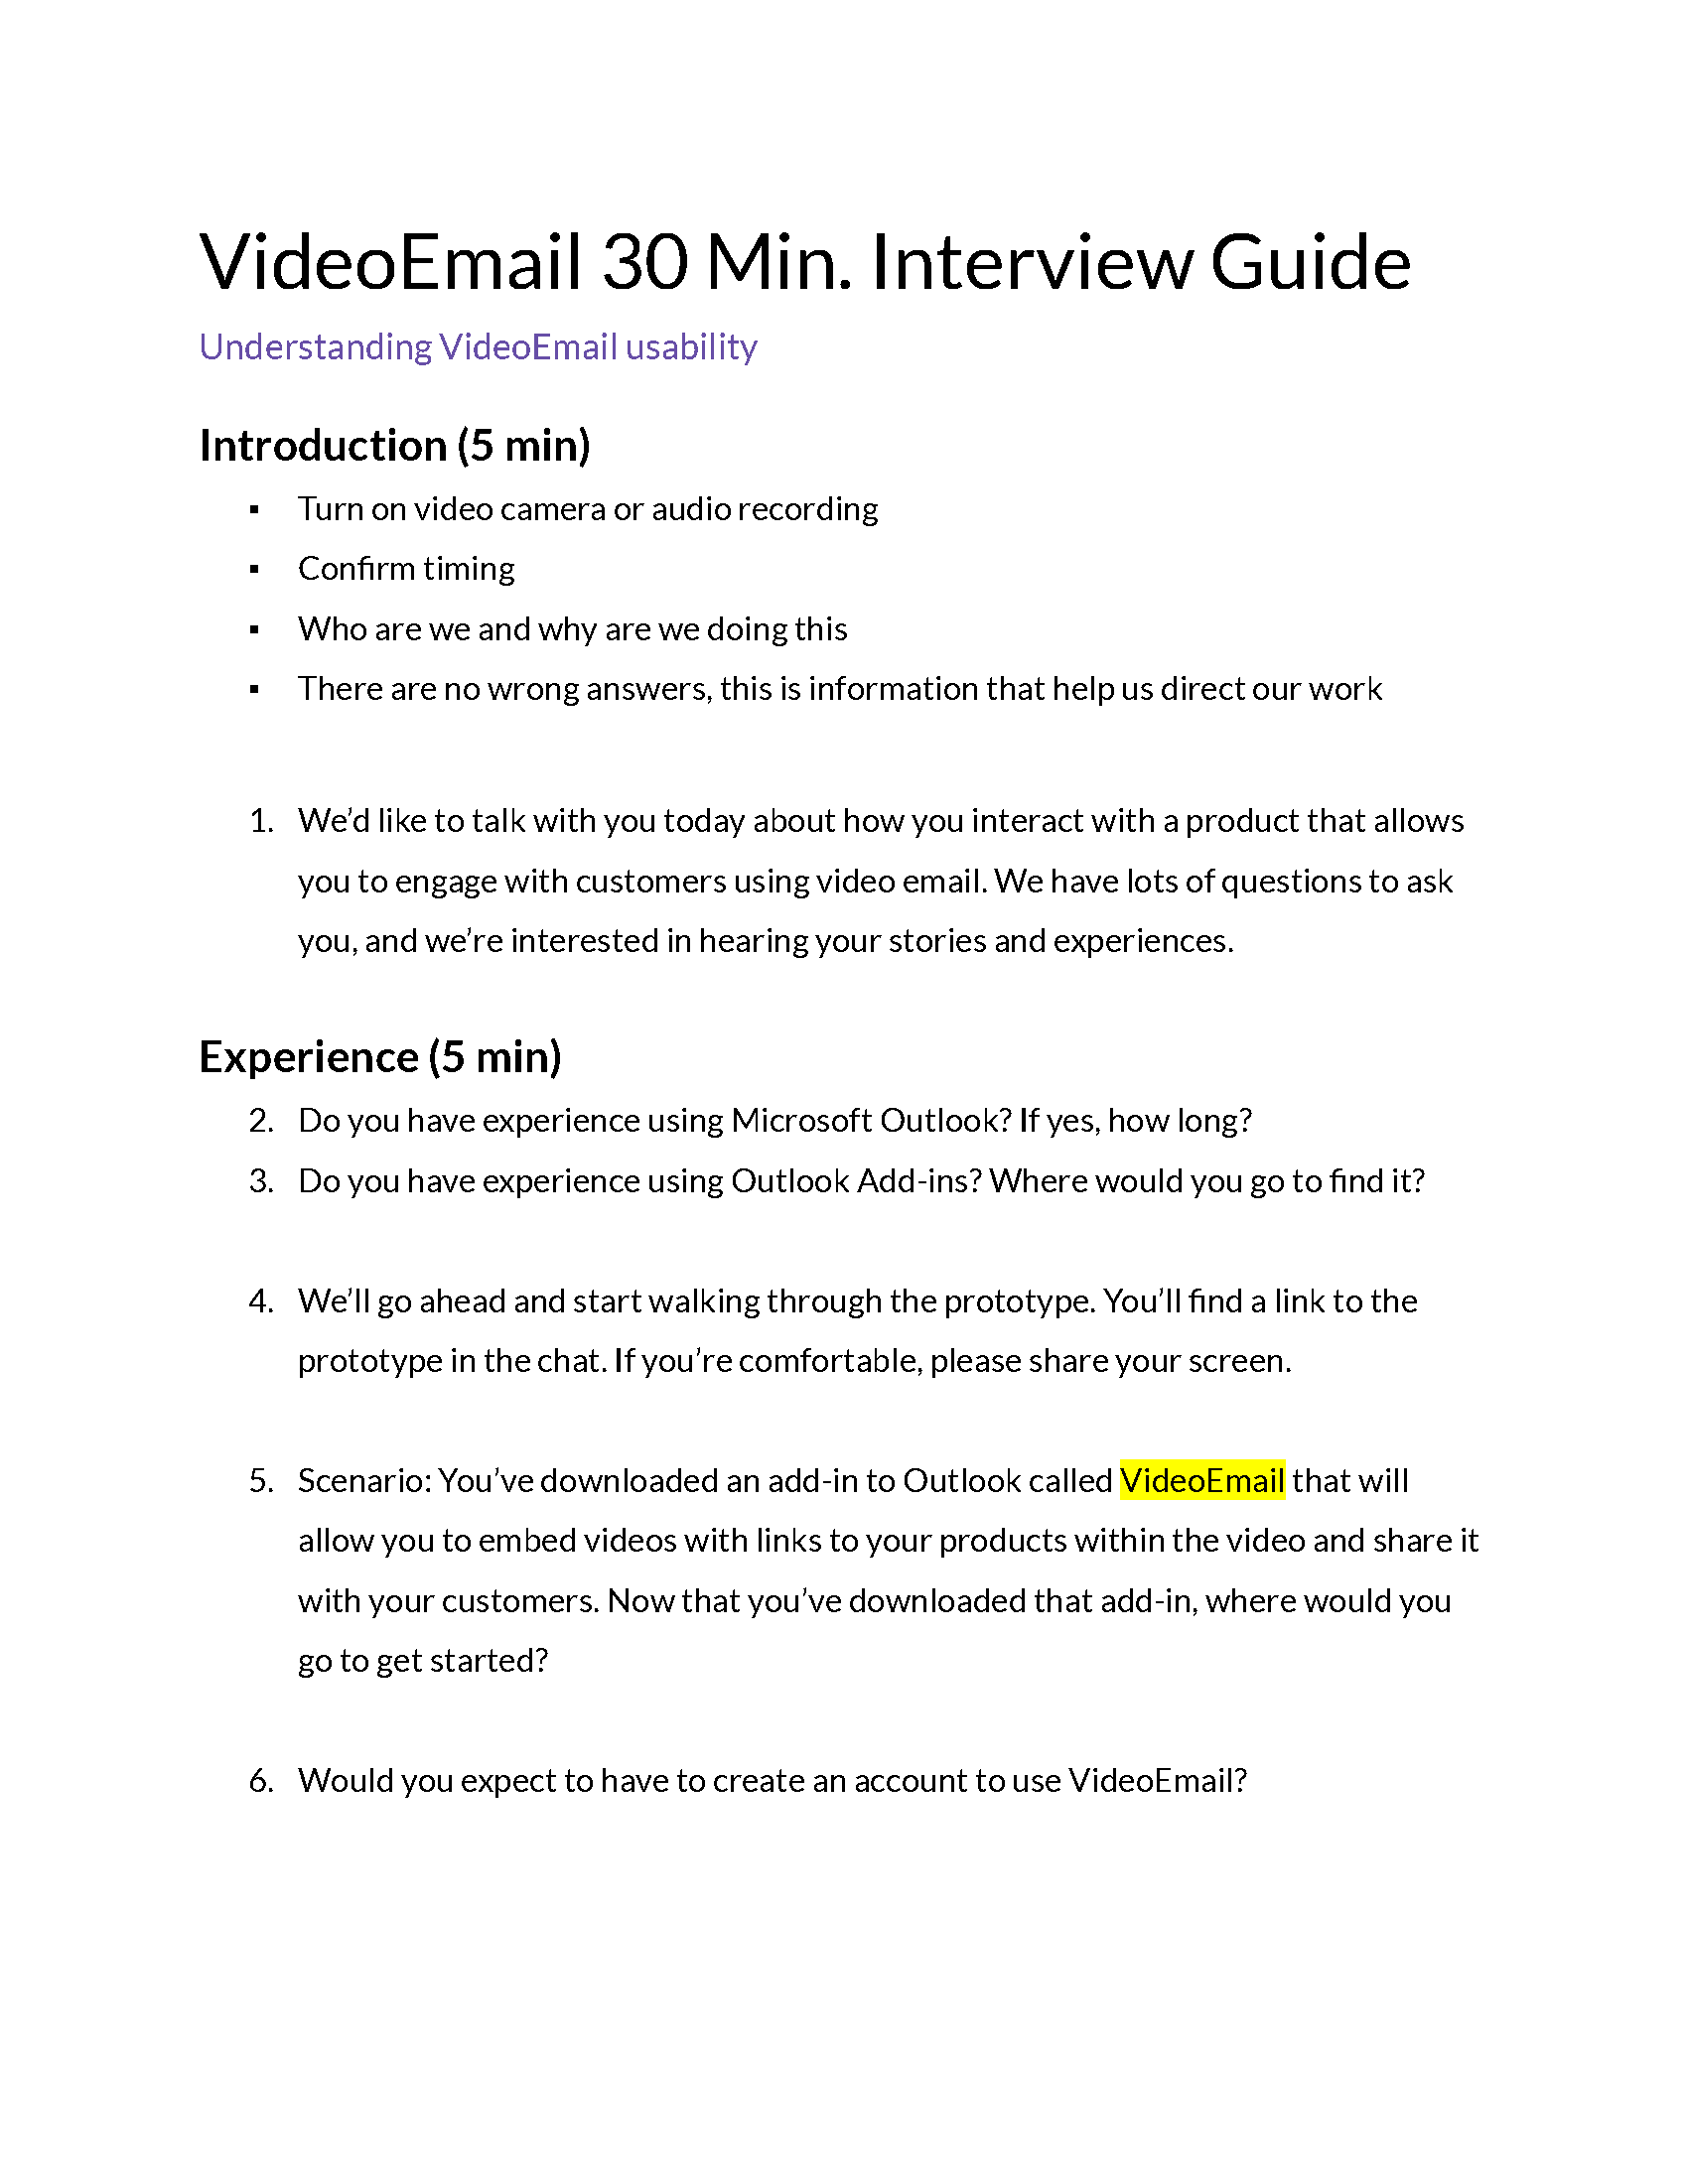 VideoEmail 30 Min. Interview Guide
Understanding VideoEmail usability
Introduction (5 min)
▪ Turn on video camera or audio recording
▪ Confirm timing
▪ Who are we and why are we doing this
▪ There are no wrong answers, this is information that help us direct our work
1. We’d like to talk with you today about how you interact with a product that allows
you to engage with customers using video email. We have lots of questions to ask
you, and we’re interested in hearing your stories and experiences.
Experience (5 min)
2. Do you have experience using Microsoft Outlook? If yes, how long?
3. Do you have experience using Outlook Add-ins? Where would you go to find it?
4. We’ll go ahead and start walking through the prototype. You’ll find a link to the
prototype in the chat. If you’re comfortable, please share your screen.
5. Scenario: You’ve downloaded an add-in to Outlook called VideoEmail that will
allow you to embed videos with links to your products within the video and share it
with your customers. Now that you’ve downloaded that add-in, where would you
go to get started?
6. Would you expect to have to create an account to use VideoEmail?